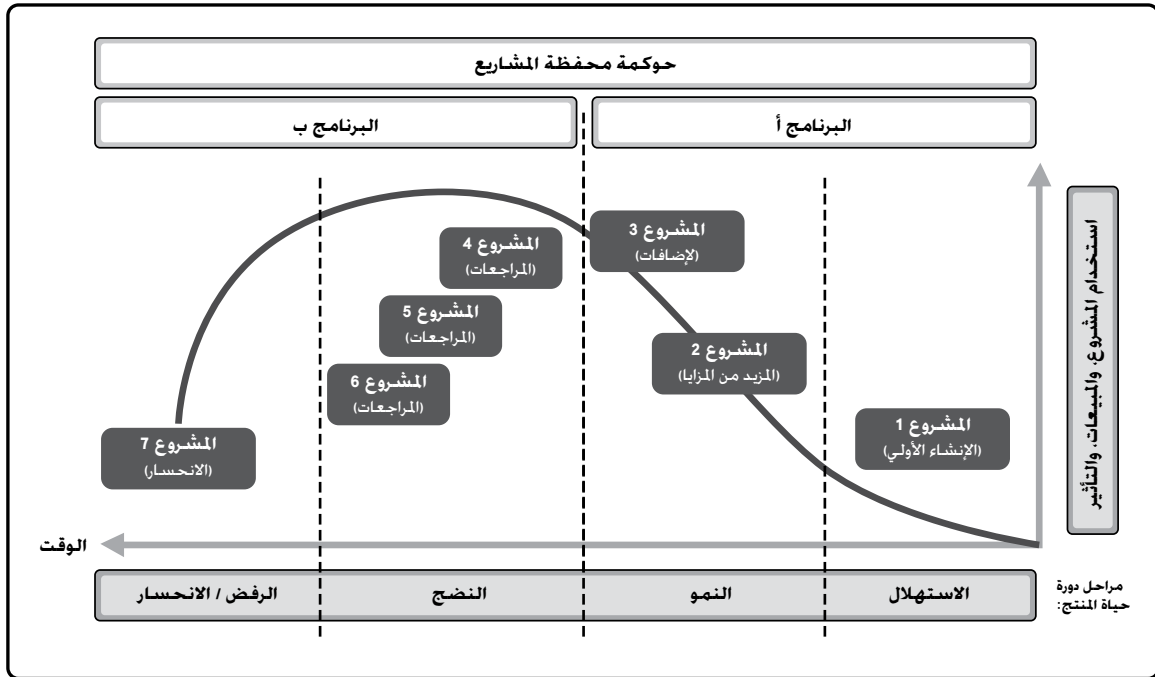 حوكمة محفظة المشاريع
البرنامج أ
البرنامج ب
استخدام المشروع، والمبيعات، والتأثير
المشروع 1
(الإنشاء الأولي)
المشروع 2
(المزيد من المزايا)
المشروع 3
(لإضافات)
المشروع 4
(المراجعات)
المشروع 5
(المراجعات)
المشروع 6
(المراجعات)
المشروع 7
(الانحسار)
الوقت
مراحل دورة
حياة المنتج:
الاستهلال
النمو
النضج
الرفض / الانحسار